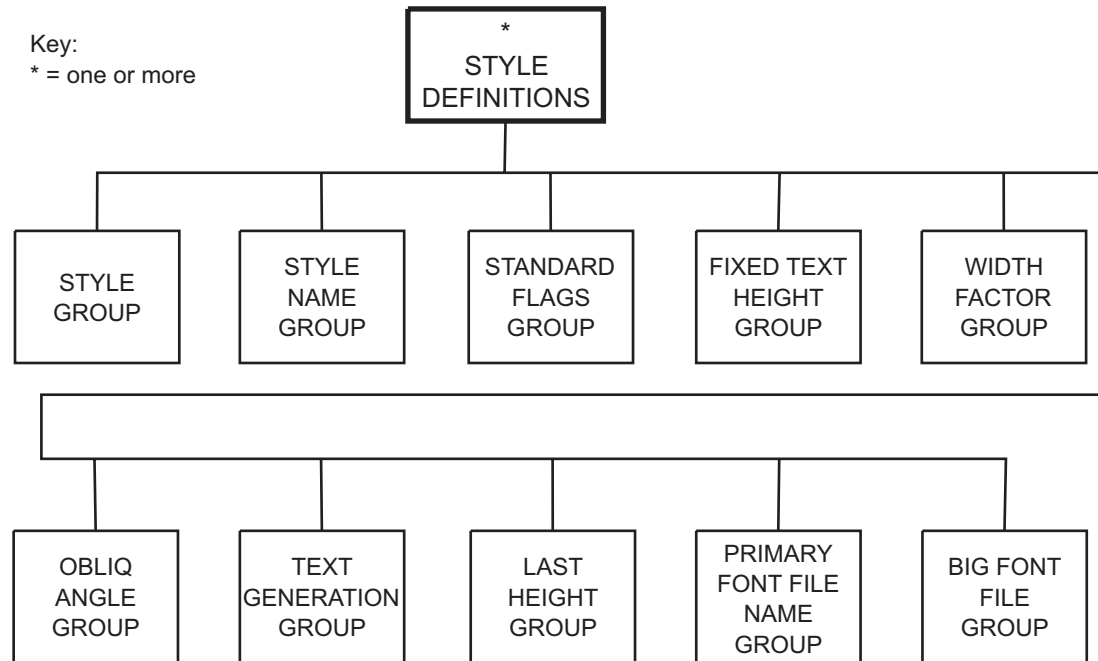 Key:
* = one or more
*
STYLE
DEFINITIONS
STYLE
GROUP
STYLE
NAME
GROUP
STANDARD
FLAGS
GROUP
FIXED TEXT
HEIGHT
GROUP
WIDTH
FACTOR
GROUP
OBLIQ
ANGLE
GROUP
TEXT
GENERATION
GROUP
LAST
HEIGHT
GROUP
PRIMARY
FONT FILE
NAME
GROUP
BIG FONT
FILE
GROUP